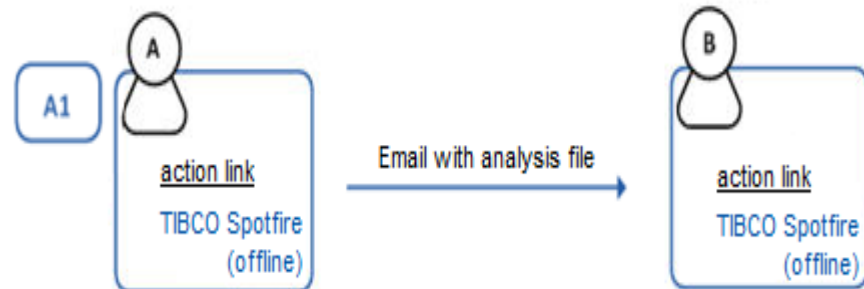 A
A1
action link
TIBCO Spotfire
(offline)
Email with analysis file
B
action link
TIBCO Spotfire
(offline)